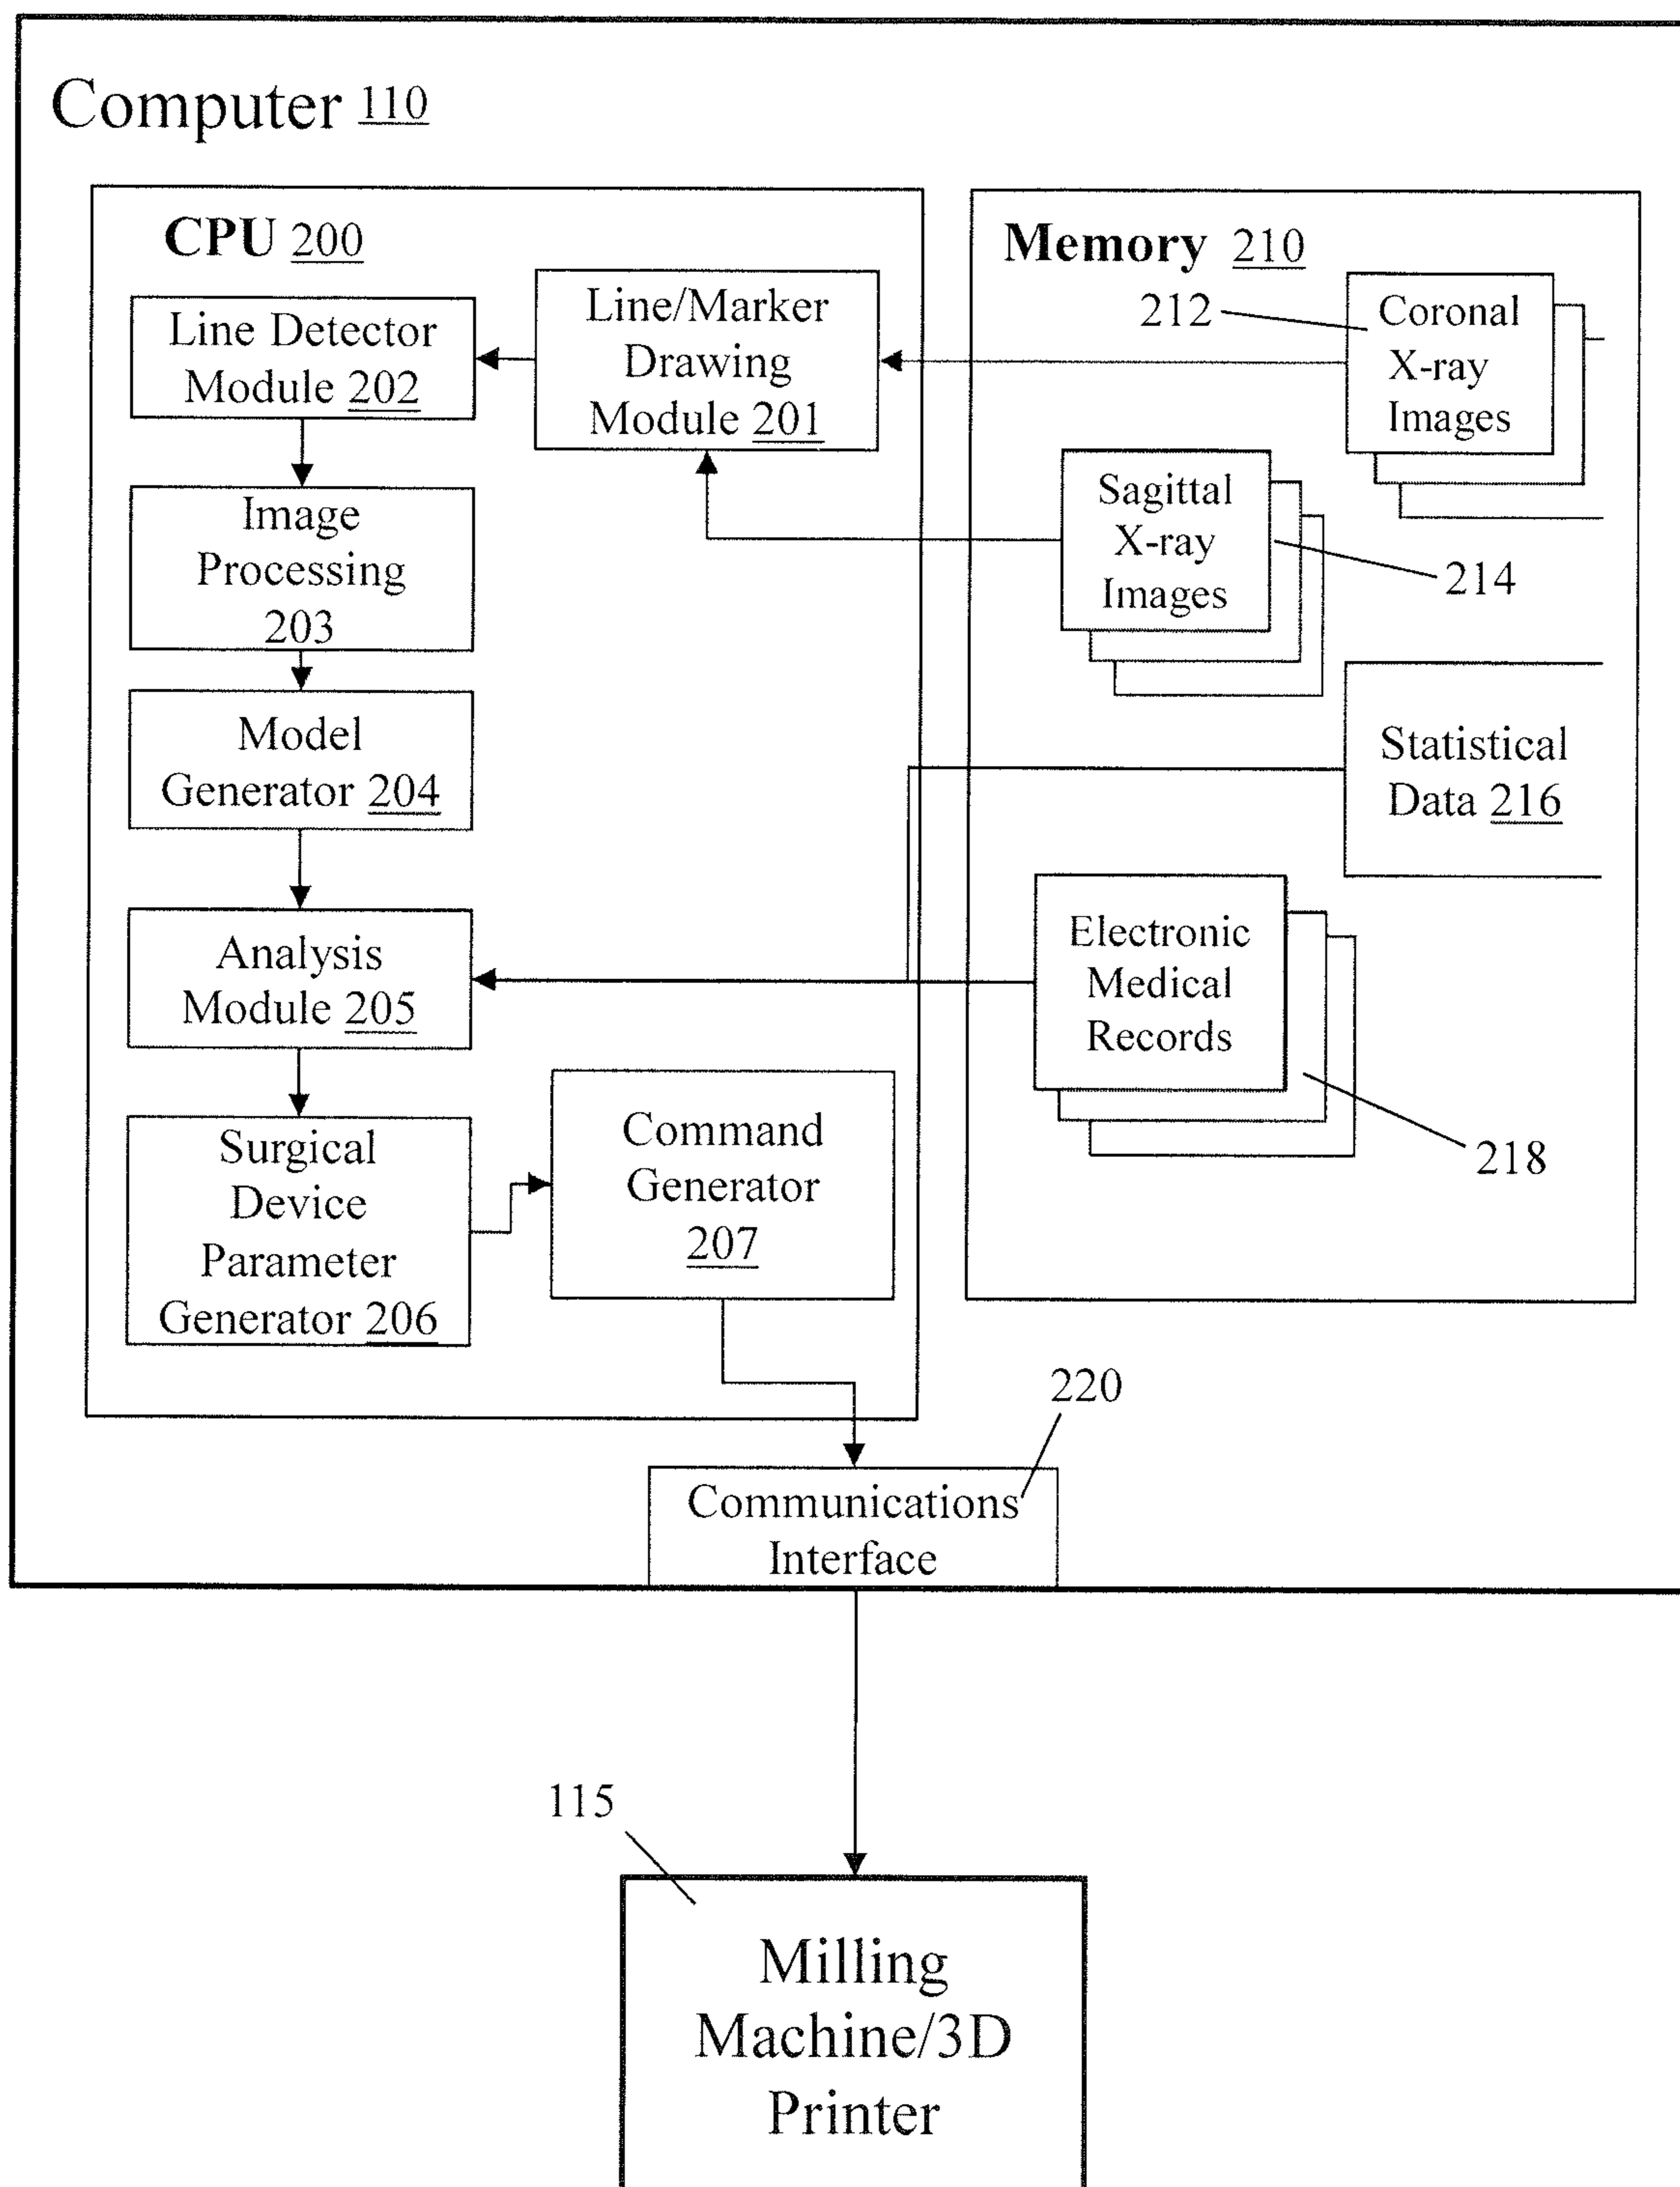 Computer 110
CPU 200
Line Detector
Module 202
Line/Marker
Drawing
Module 201
Image
Processing
203
Model
Generator 204
Analysis
Module 205
Surgical
Device
Parameter
Generator 206
Command
Generator
207
Memory 210
212
Coronal
X-ray
Images
Sagittal
X-ray
Images
214
Statistical
Data 216
Electronic
Medical
Records
218
220
Communications
Interface
115
Milling
Machine/3D
Printer